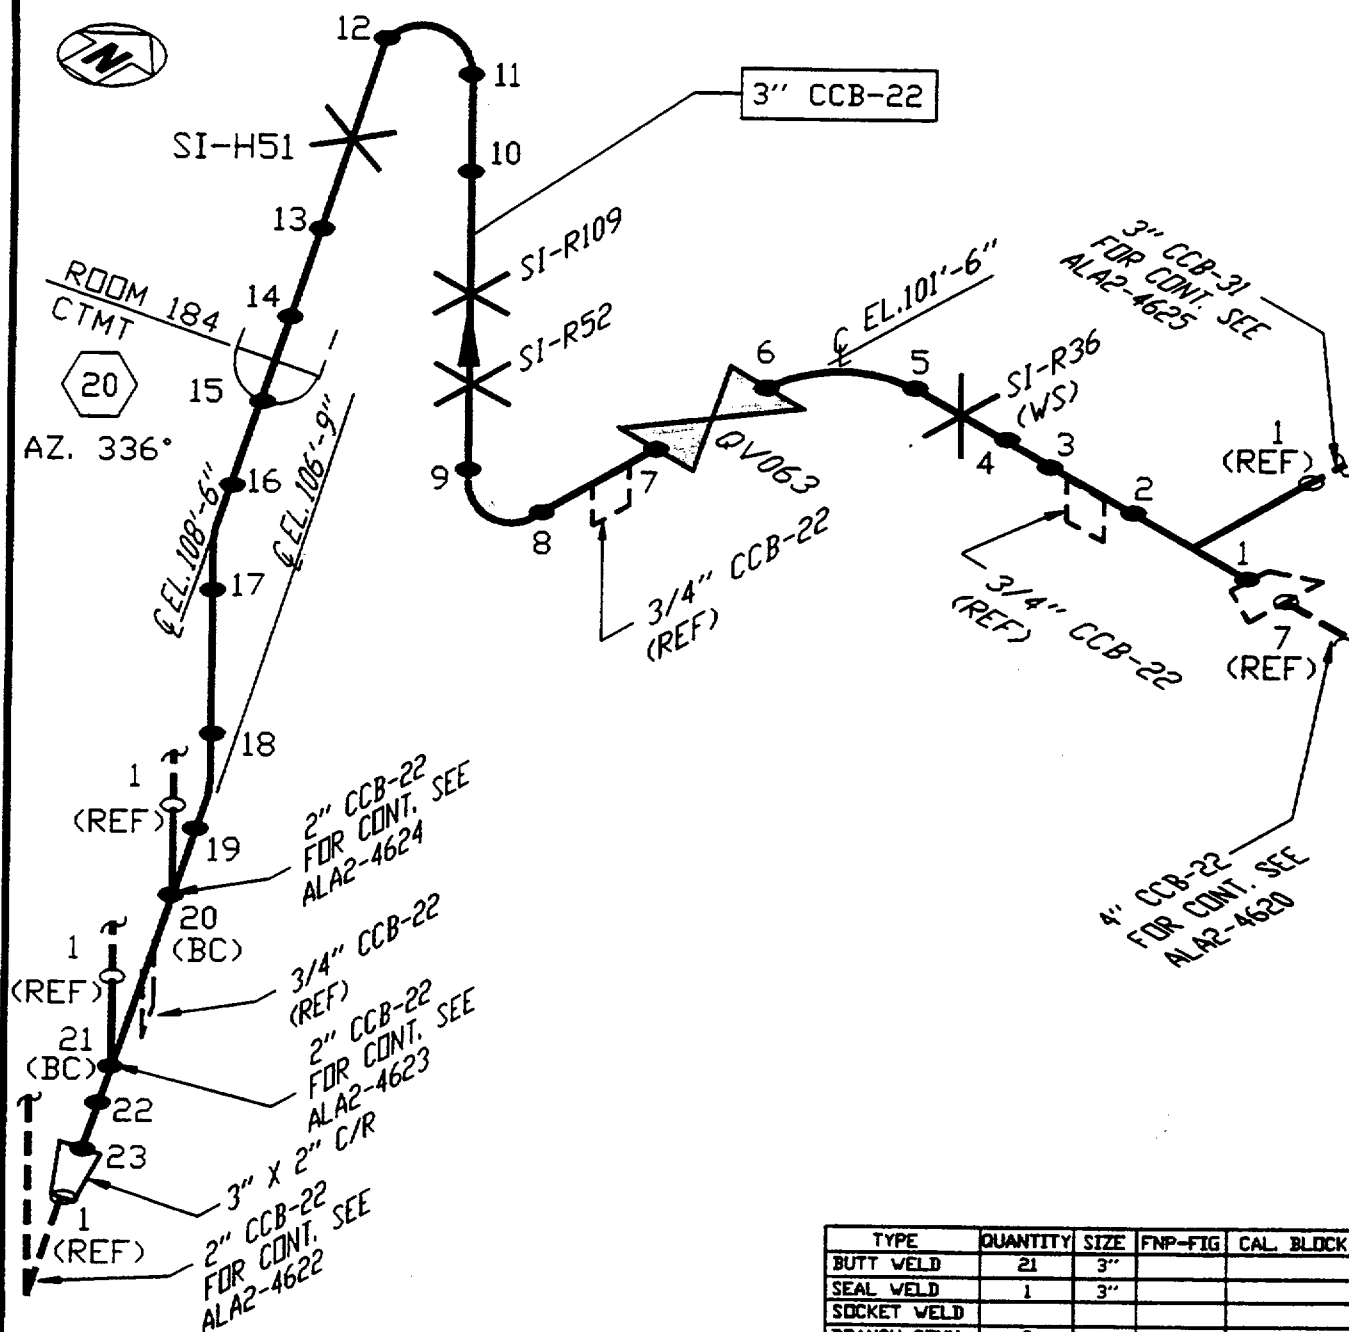 N
12
11
3" CCB-22
SI-H51
10
13
SI-R109
3" CCB-31
FOR CONT. SEE
ALA2-4625
ROOM 184
CTMT
14
SI-R52
℄ EL.101'-6"
6
5
SI-R36
(WS)
20
15
AZ. 336°
1
(REF)
4
3
QV063
7
9
16
2
8
℄ EL.108'-6"
℄ EL.106'-9"
17
3/4" CCB-22
(REF)
3/4" CCB-22
(REF)
1
7
(REF)
18
1
(REF)
19
2" CCB-22
FOR CONT. SEE
ALA2-4624
4" CCB-22
FOR CONT. SEE
ALA2-4620
20
(BC)
3/4" CCB-22
(REF)
1
(REF)
21
(BC)
2" CCB-22
FOR CONT. SEE
ALA2-4623
22
23
3" X 2" C/R
1
(REF)
2" CCB-22
FOR CONT. SEE
ALA2-4622
TYPE QUANTITY SIZE FNP-FIG CAL. BLOCK
BUTT WELD 21 3"
SEAL WELD 1 3"
SOCKET WELD